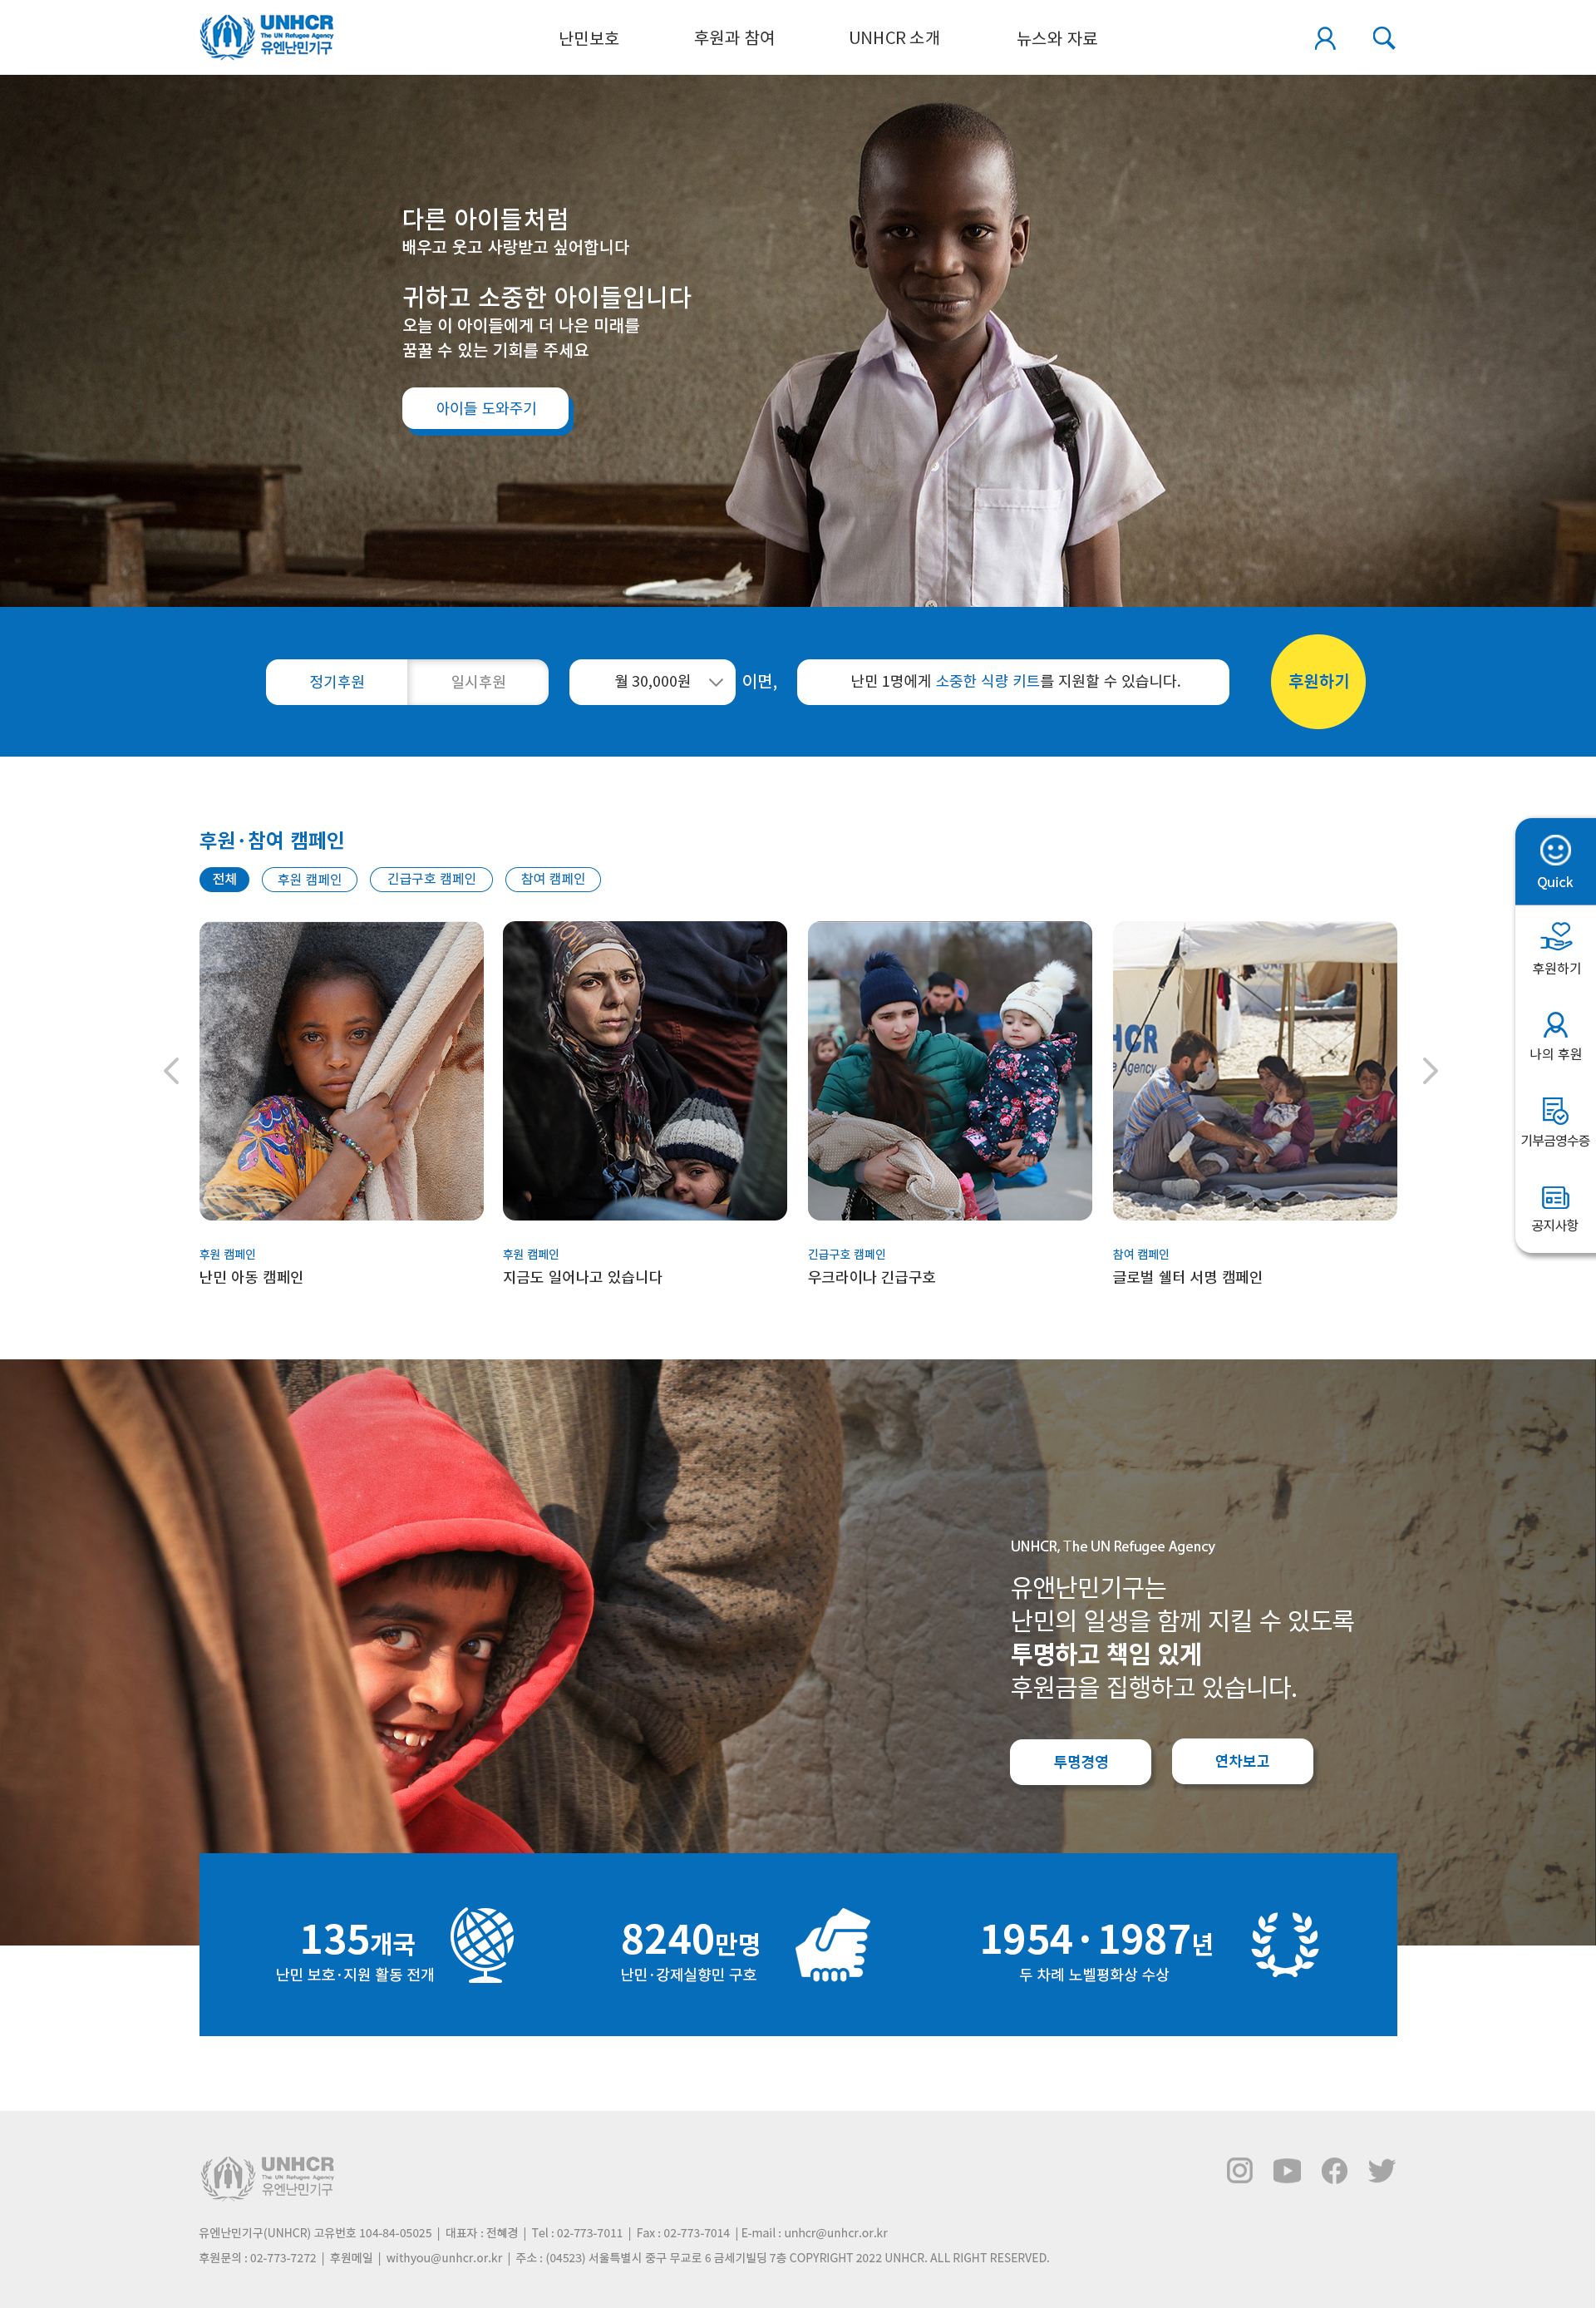 UNHCR
The UN Refugee Agency
유엔난민기구
난민보호
후원과 참여
UNHCR 소개
뉴스와 자료
다른 아이들처럼
배우고 웃고 사랑받고 싶어합니다
귀하고 소중한 아이들입니다
오늘 이 아이들에게 더 나은 미래를
꿈꿀 수 있는 기회를 주세요
아이들 도와주기
정기후원
일시후원
월 30,000원
이면,
난민 1명에게 소중한 식량 키트를 지원할 수 있습니다.
후원하기
후원·참여 캠페인
전체
후원 캠페인
긴급구호 캠페인
참여 캠페인
Quick
후원하기
나의 후원
기부금영수증
공지사항
HCR
e Agency
후원 캠페인
난민 아동 캠페인
후원 캠페인
지금도 일어나고 있습니다
긴급구호 캠페인
우크라이나 긴급구호
참여 캠페인
글로벌 쉘터 서명 캠페인
UNHCR, The UN Refugee Agency
유앤난민기구는
난민의 일생을 함께 지킬 수 있도록
투명하고 책임 있게
후원금을 집행하고 있습니다.
투명경영
연차보고
135개국
난민 보호·지원 활동 전개
8240만명
난민·강제실향민 구호
1954·1987년
두 차례 노벨평화상 수상
UNHCR
The UN Refugee Agency
유엔난민기구
유엔난민기구(UNHCR) 고유번호 104-84-05025 | 대표자 : 전혜경 | Tel : 02-773-7011 | Fax : 02-773-7014 | E-mail : unhcr@unhcr.or.kr
후원문의 : 02-773-7272 | 후원메일 | withyou@unhcr.or.kr | 주소 : (04523) 서울특별시 중구 무교로 6 금세기빌딩 7층 COPYRIGHT 2022 UNHCR. ALL RIGHT RESERVED.